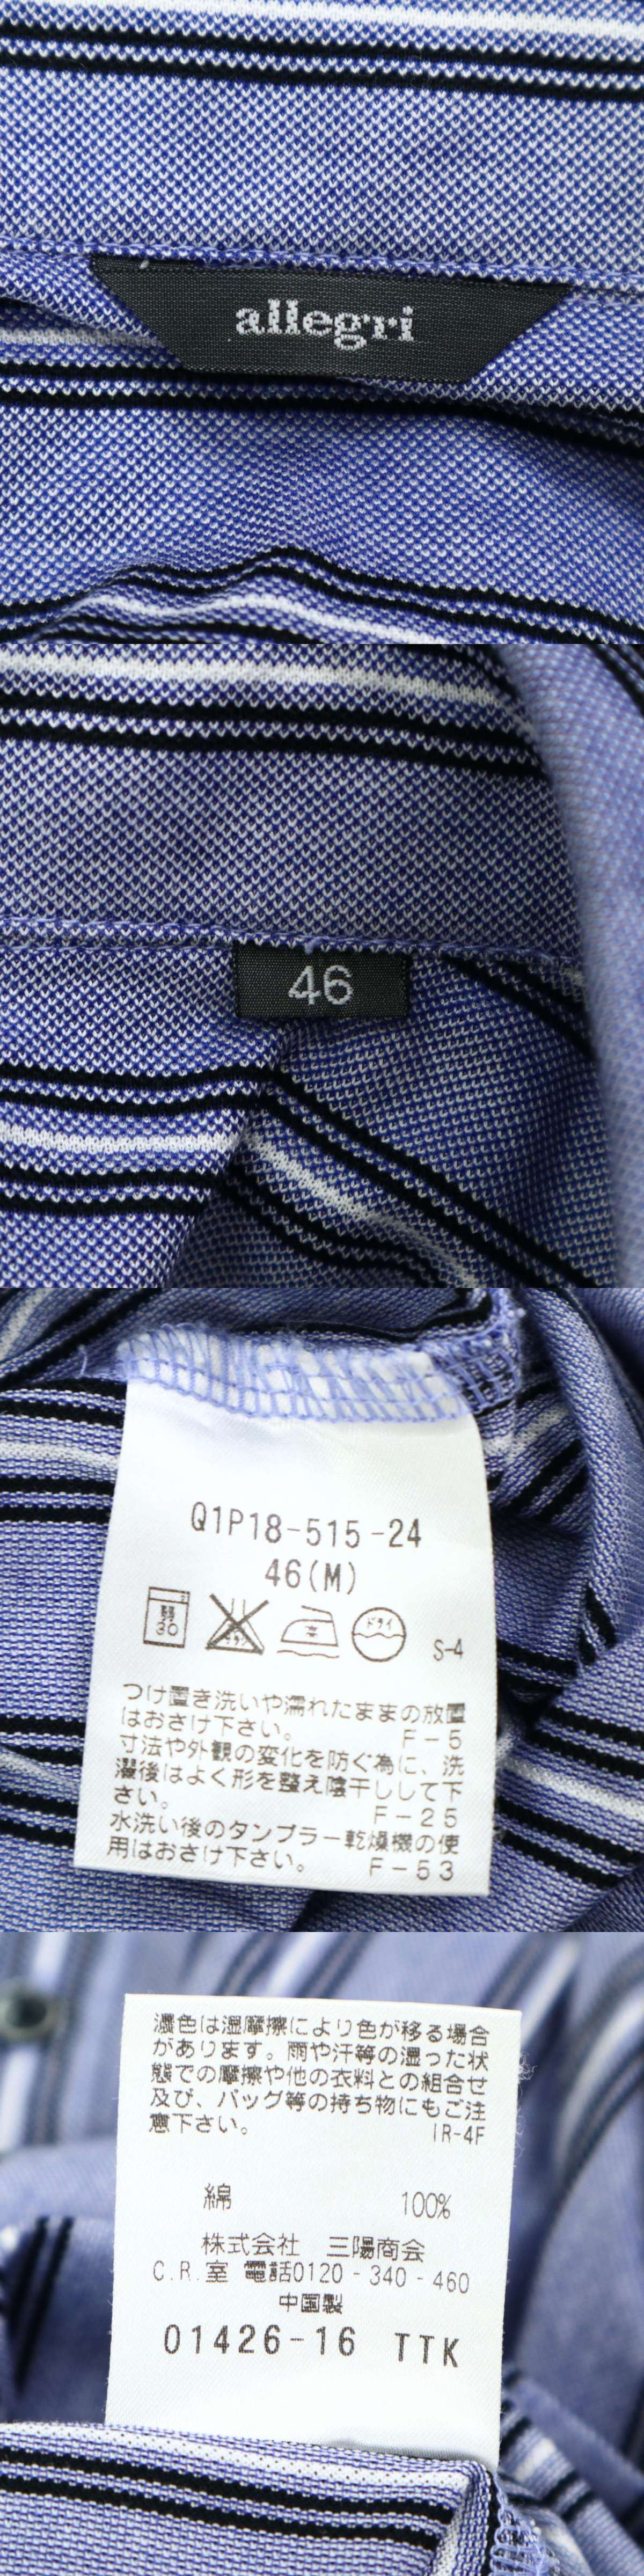 allegri
46
Q1P18-515-24
46(M)
弱
30
高
ドライ
S-4
つけ置き洗いや濡れたままの放置
はおさけ下さい。 F-5
寸法や外観の変化を防ぐ為に、洗
濯後はよく形を整え陰干しして下
さい。 F-25
水洗い後のタンブラー乾燥機の使
用はおさけ下さい。 F-53
濃色は湿摩擦により色が移る場合
があります。雨や汗等の湿った状
態での摩擦や他の衣料との組合せ
及び、バッグ等の持ち物にもご注
意下さい。 IR-4F
綿 100%
株式会社 三陽商会
C.R.室 電話0120-340-460
中国製
01426-16 TTK